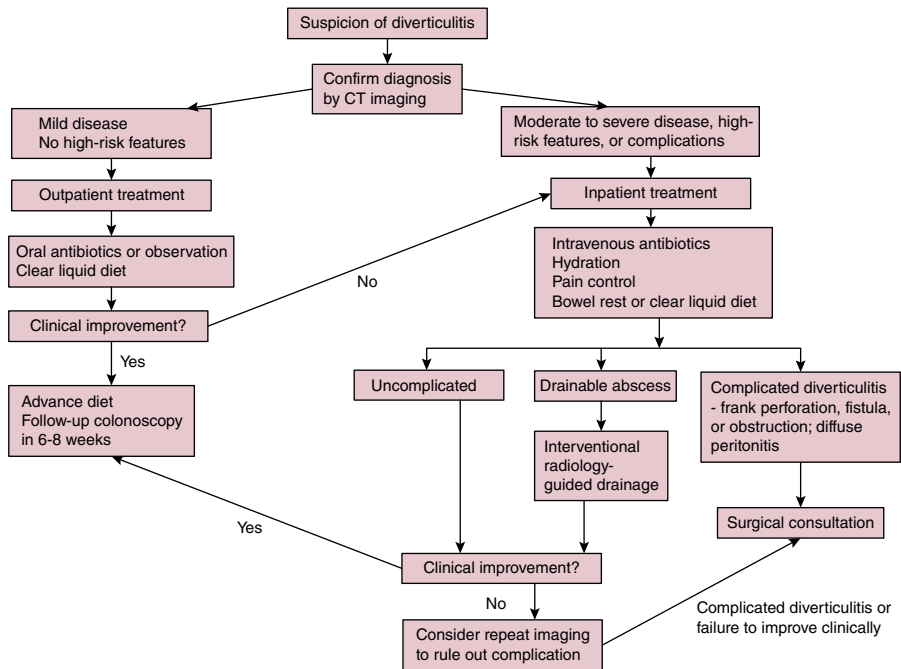 Suspicion of diverticulitis
Confirm diagnosis
by CT imaging
Mild disease
No high-risk features
Moderate to severe disease, high-
risk features, or complications
Outpatient treatment
Inpatient treatment
Oral antibiotics or observation
Clear liquid diet
Intravenous antibiotics
Hydration
Pain control
Bowel rest or clear liquid diet
No
Clinical improvement?
Yes
Advance diet
Follow-up colonoscopy
in 6-8 weeks
Uncomplicated
Drainable abscess
Complicated diverticulitis
- frank perforation, fistula,
or obstruction; diffuse
peritonitis
Interventional
radiology-
guided drainage
Surgical consultation
Yes
Clinical improvement?
No
Consider repeat imaging
to rule out complication
Complicated diverticulitis or
failure to improve clinically